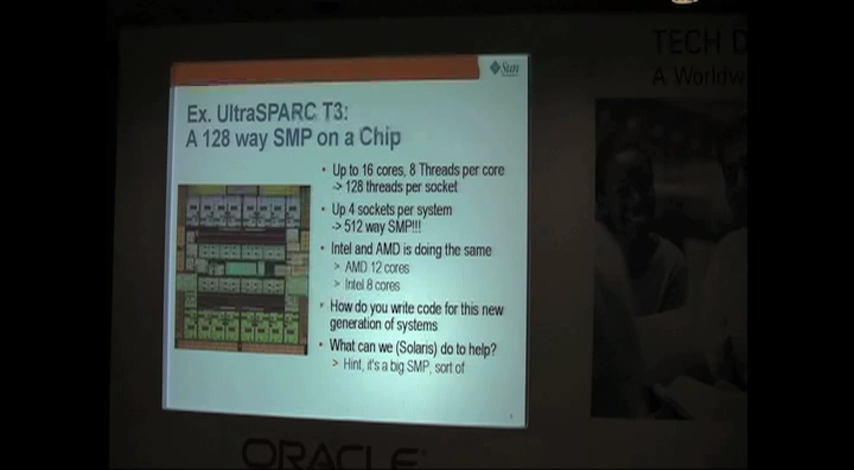 TECH D
A Worldw
Sun
Ex. UltraSPARC T3:
A 128 way SMP on a Chip
• Up to 16 cores, 8 Threads per core
-> 128 threads per socket
• Up 4 sockets per system
-> 512 way SMP!!!
• Intel and AMD is doing the same
> AMD 12 cores
> Intel 8 cores
• How do you write code for this new
generation of systems
• What can we (Solaris) do to help?
> Hint, it's a big SMP, sort of
ORACLE